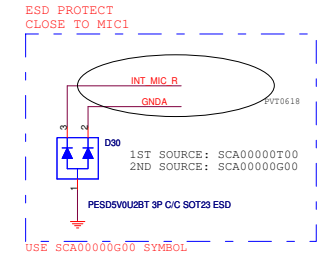 ESD PROTECT
CLOSE TO MIC1
INT_MIC_R
GNDA
PVT0618
3
2
D30
1ST SOURCE: SCA00000T00
2ND SOURCE: SCA00000G00
1
PESD5V0U2BT 3P C/C SOT23 ESD
USE SCA00000G00 SYMBOL